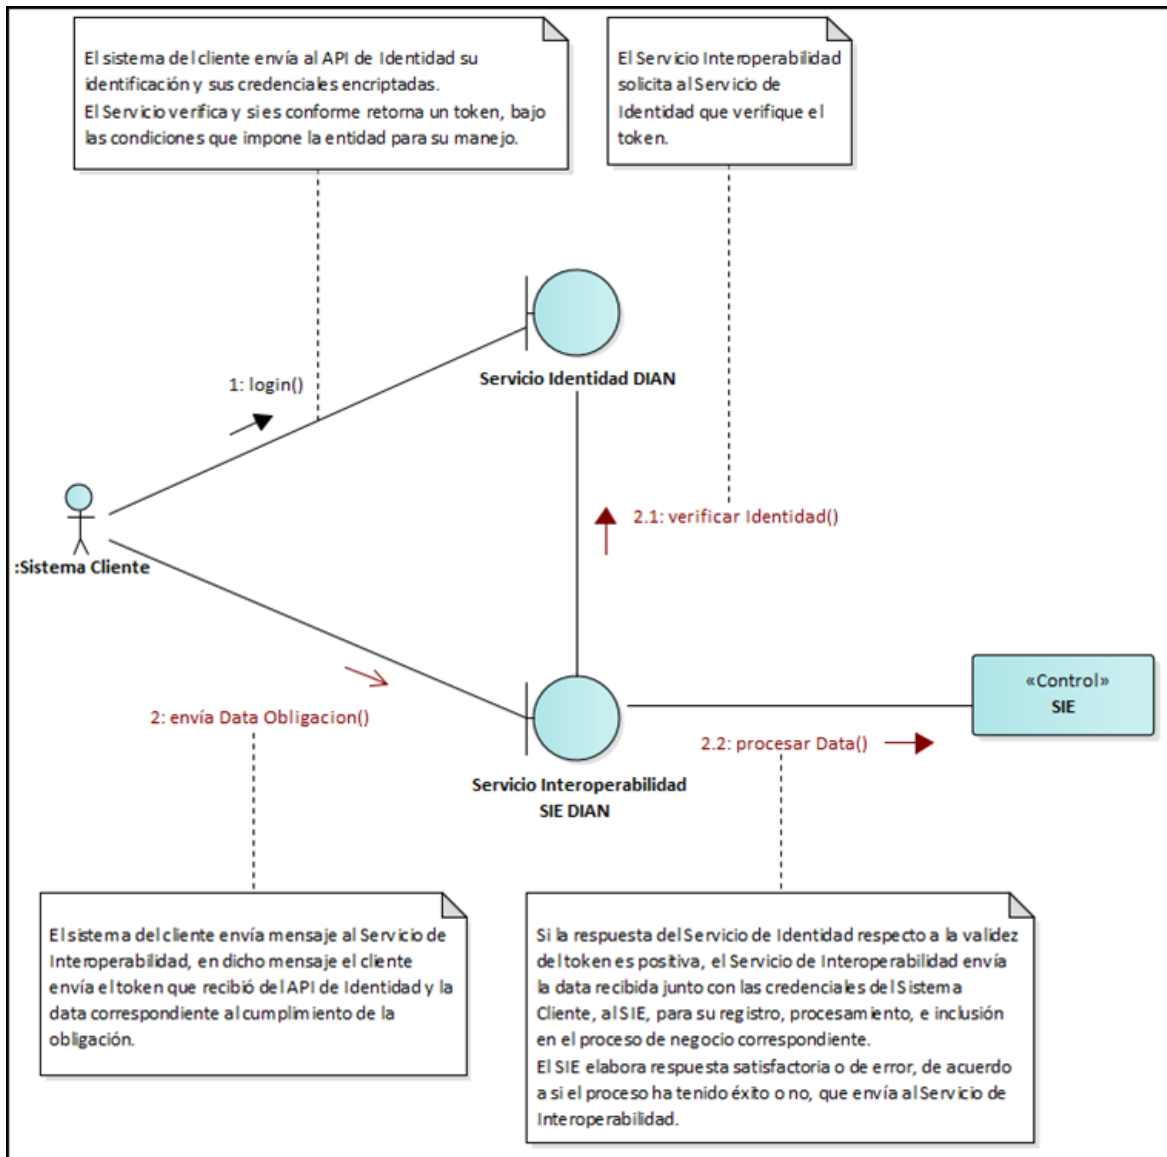 El sistema del cliente envía al API de Identidad su
identificación y sus credenciales encriptadas.
El Servicio verifica y si es conforme retorna un token, bajo
las condiciones que impone la entidad para su manejo.
El Servicio Interoperabilidad
solicita al Servicio de
Identidad que verifique el
token.
Servicio Identidad DIAN
1: login()
2.1: verificar Identidad()
:Sistema Cliente
«Control»
SIE
2: envía Data Obligacion()
2.2: procesar Data()
Servicio Interoperabilidad
SIE DIAN
El sistema del cliente envía mensaje al Servicio de
Interoperabilidad, en dicho mensaje el cliente
envía el token que recibió del API de Identidad y la
data correspondiente al cumplimiento de la
obligación.
Si la respuesta del Servicio de Identidad respecto a la validez
del token es positiva, el Servicio de Interoperabilidad envía
la data recibida junto con las credenciales del Sistema
Cliente, al SIE, para su registro, procesamiento, e inclusión
en el proceso de negocio correspondiente.
El SIE elabora respuesta satisfactoria o de error, de acuerdo
a si el proceso ha tenido éxito o no, que envía al Servicio de
Interoperabilidad.